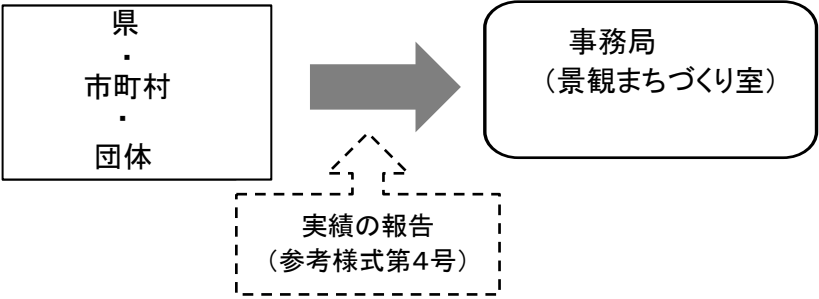 県
・
市町村
・
団体
事務局
（景観まちづくり室）
実績の報告
（参考様式第４号）